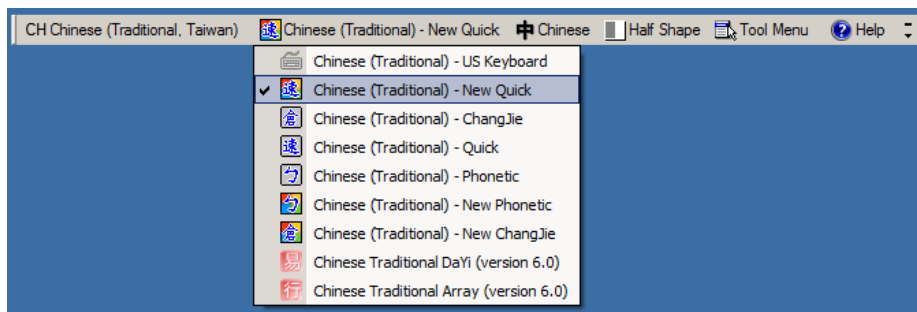 CH Chinese (Traditional, Taiwan) 速 Chinese (Traditional) - New Quick 中 Chinese Half Shape Tool Menu ? Help
Chinese (Traditional) - US Keyboard
速 Chinese (Traditional) - New Quick
倉 Chinese (Traditional) - ChangJie
速 Chinese (Traditional) - Quick
ㄅ Chinese (Traditional) - Phonetic
ㄅ Chinese (Traditional) - New Phonetic
倉 Chinese (Traditional) - New ChangJie
易 Chinese Traditional DaYi (version 6.0)
行 Chinese Traditional Array (version 6.0)